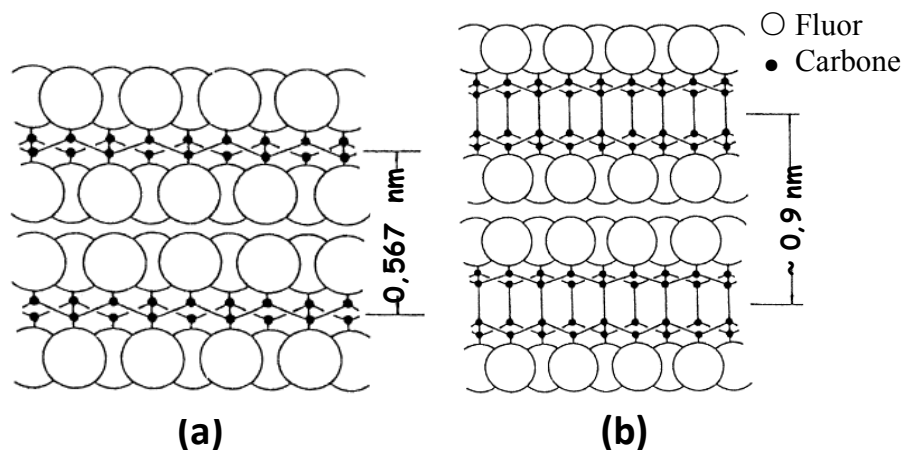 ○ Fluor
● Carbone
0,567 nm
~ 0,9 nm
(a)
(b)